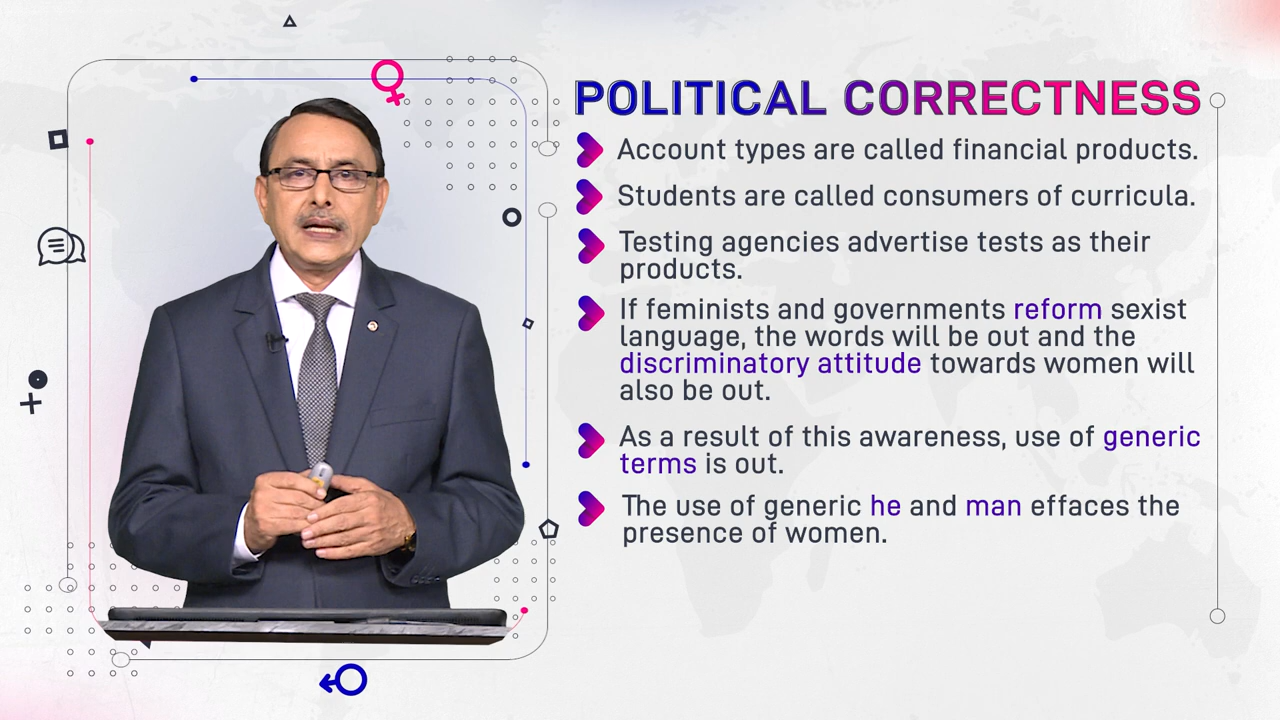 POLITICAL CORRECTNESS
Account types are called financial products.
Students are called consumers of curricula.
Testing agencies advertise tests as their
products.
If feminists and governments reform sexist
language, the words will be out and the
discriminatory attitude towards women will
also be out.
As a result of this awareness, use of generic
terms is out.
The use of generic he and man effaces the
presence of women.